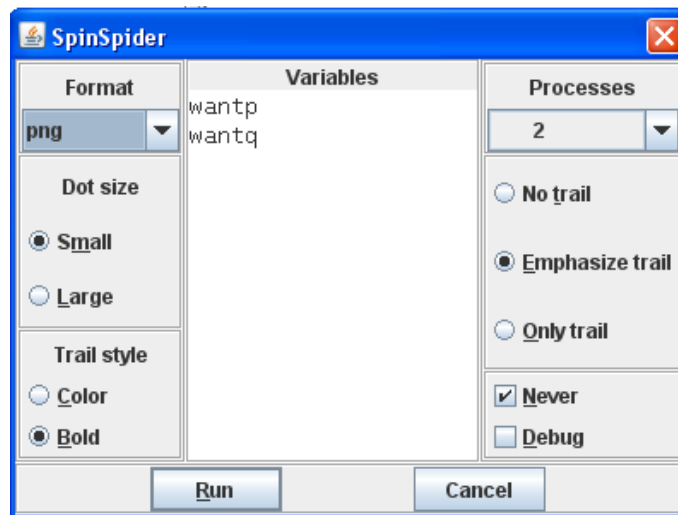 SpinSpider
Format
png
Dot size
Small
Large
Trail style
Color
Bold
Variables
wantp
wantq
Processes
2
No trail
Emphasize trail
Only trail
Never
Debug
Run
Cancel